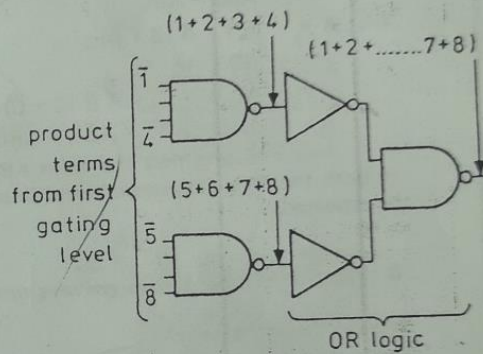 (1+2+3+4)
(1+2+.......7+8)
1̅
4̅
product
terms
from first
gating
level
(5+6+7+8)
5̅
8̅
OR logic